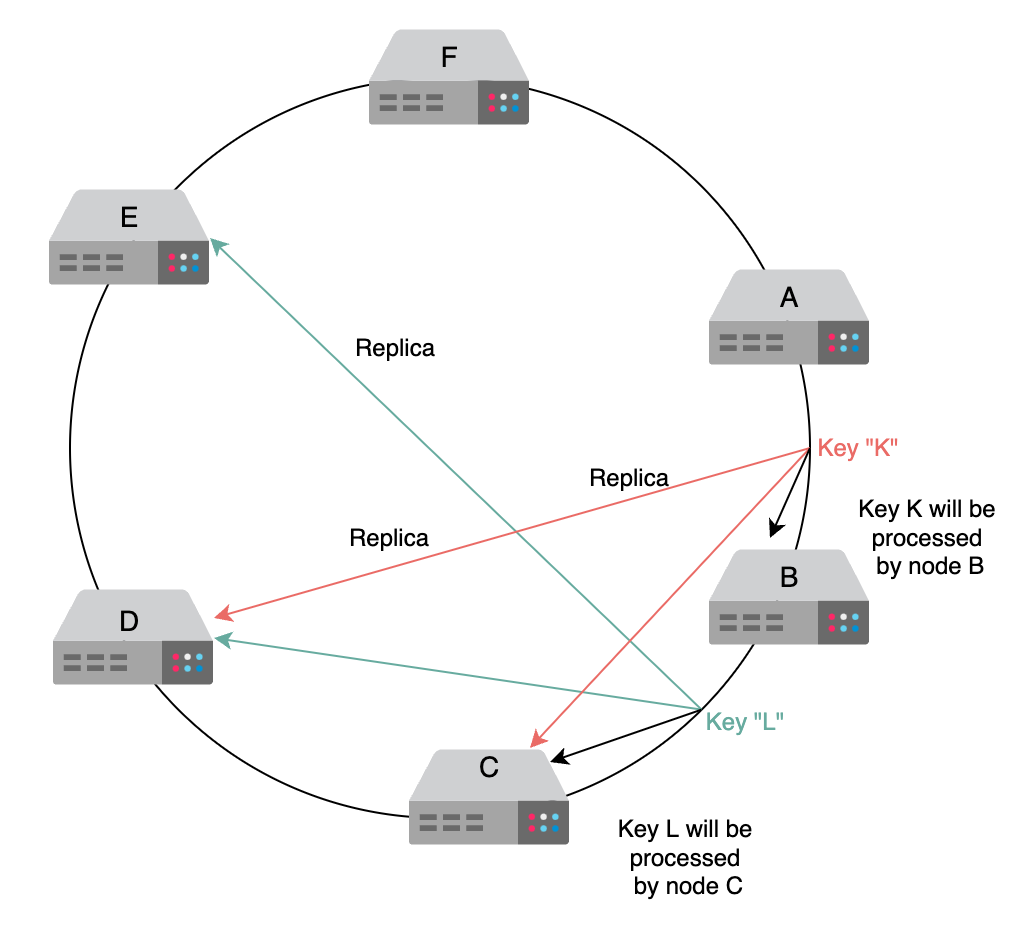 F
E
A
Replica
Key "K"
Replica
Key K will be
processed
by node B
Replica
B
D
Key "L"
C
Key L will be
processed
by node C